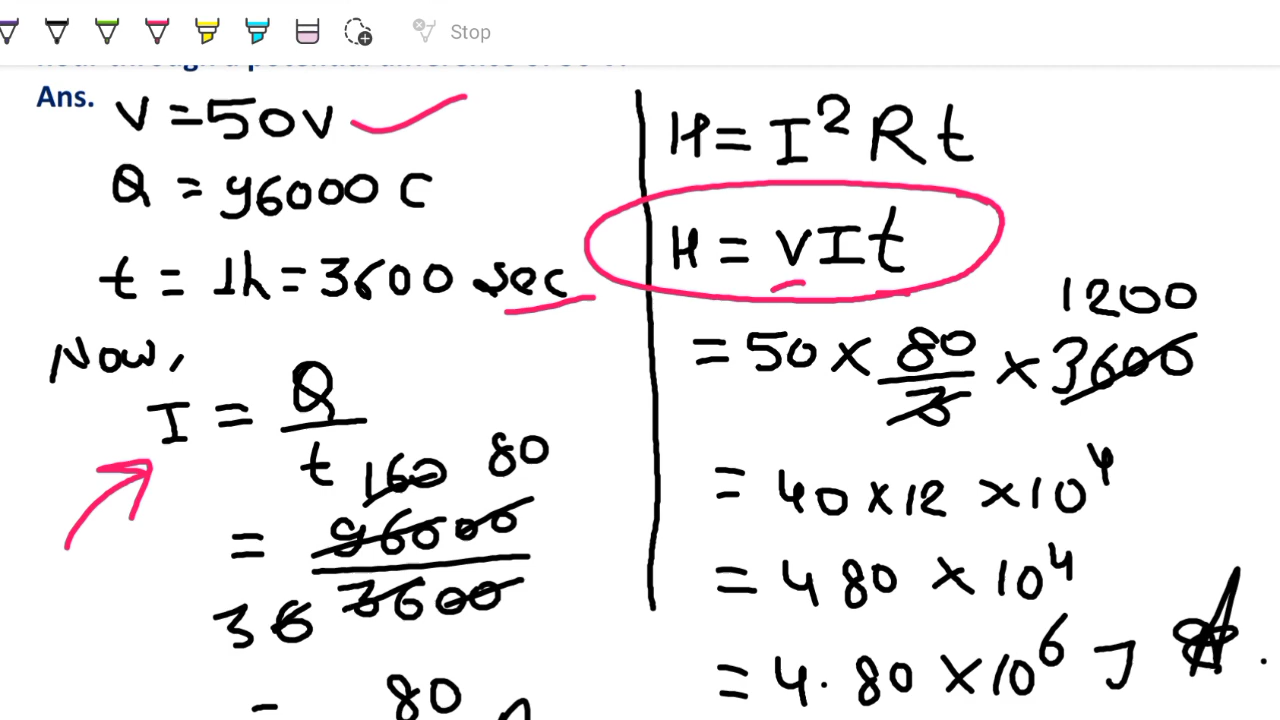 Stop
Ans. V = 50V
Q = 96000 C
t = 1h = 3600 sec
Now,
I = Q / t
160 80
= 96000 / 3600
36
= 80
H = I² R t
H = VIt
1200
= 50 × 80/3 × 3600
= 40 × 12 × 10⁴
= 480 × 10⁴
= 4.80 × 10⁶ J